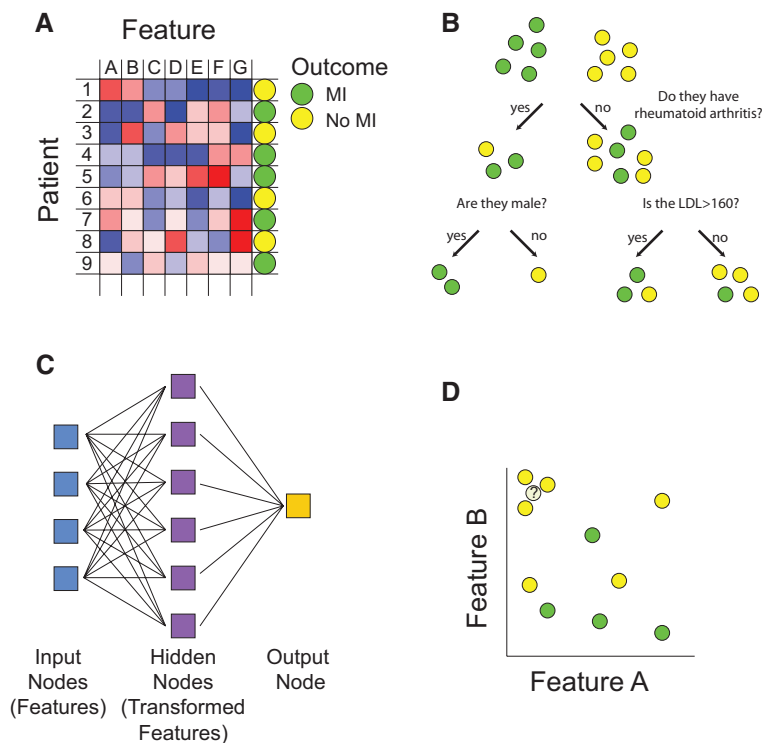 A
Feature
A B C D E F G
Patient
1
2
3
4
5
6
7
8
9
Outcome
MI
No MI
B
Do they have
rheumatoid arthritis?
yes
no
Are they male?
Is the LDL>160?
yes
no
yes
no
C
Input
Nodes
(Features)
Hidden
Nodes
(Transformed
Features)
Output
Node
D
?
Feature B
Feature A